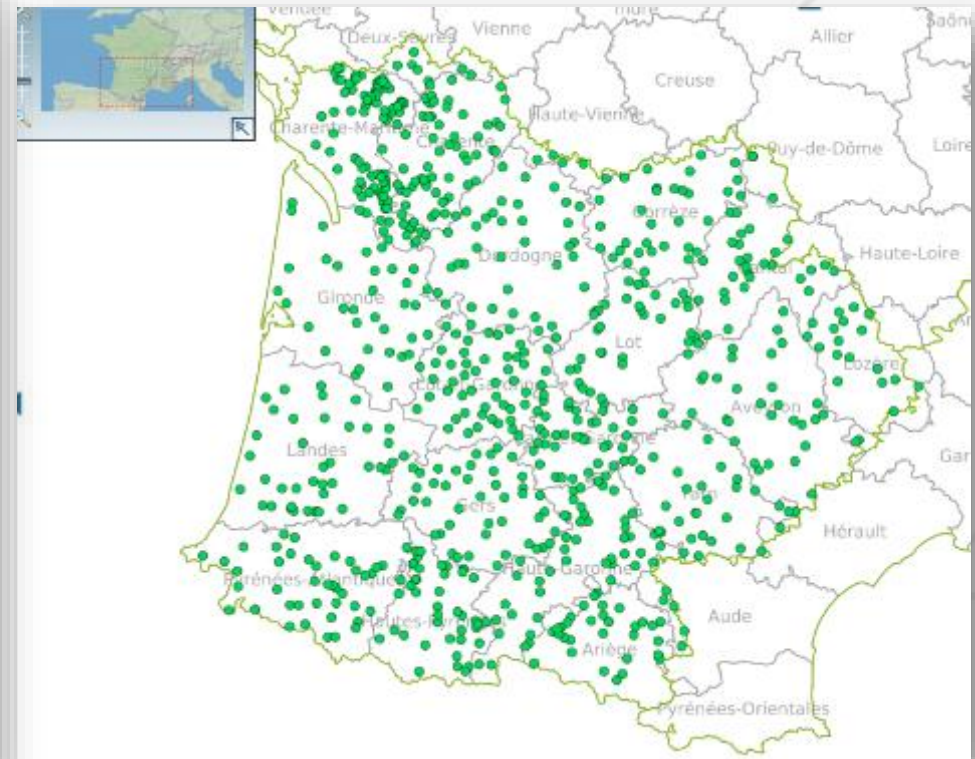 Vendée
Deux-Sèvres
Vienne
Indre
Allier
Saône
Creuse
Haute-Vienne
Charente-Maritime
Charente
Puy-de-Dôme
Loire
Corrèze
Dordogne
Cantal
Haute-Loire
Gironde
Lot
Lozère
Lot-et-Garonne
Aveyron
Tarn-et-Garonne
Landes
Gar
Gers
Tarn
Hérault
Haute-Garonne
Pyrénées-Atlantiques
Hautes-Pyrénées
Aude
Ariège
Pyrénées-Orientales